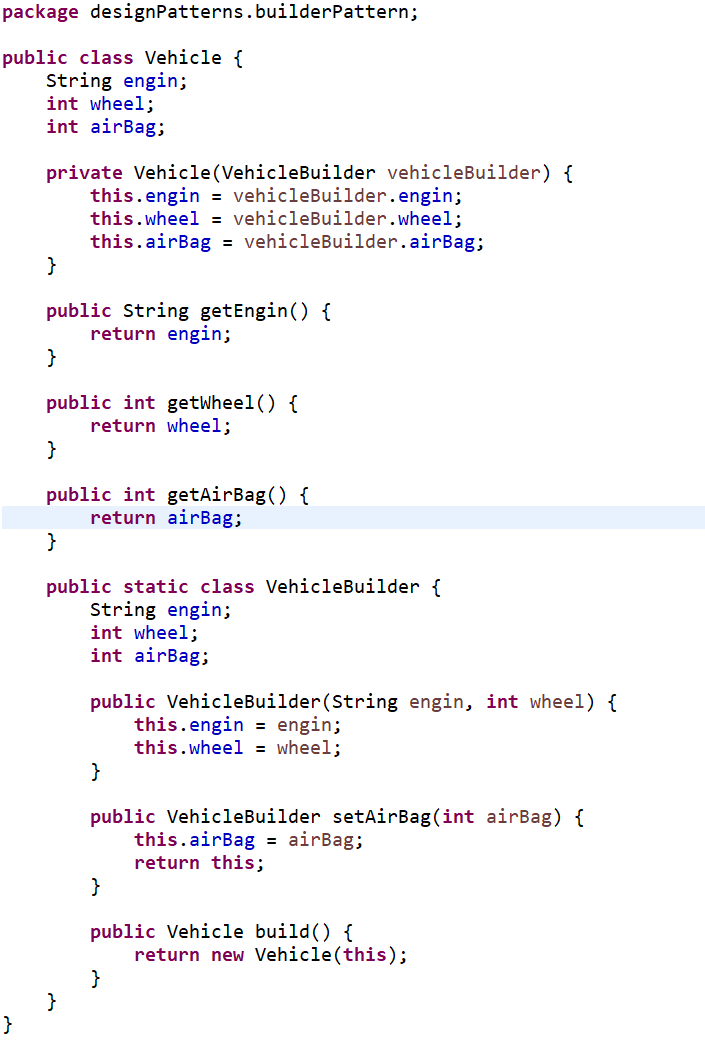 package designPatterns.builderPattern;
public class Vehicle {
    String engin;
    int wheel;
    int airBag;
    private Vehicle(VehicleBuilder vehicleBuilder) {
        this.engin = vehicleBuilder.engin;
        this.wheel = vehicleBuilder.wheel;
        this.airBag = vehicleBuilder.airBag;
    }
    public String getEngin() {
        return engin;
    }
    public int getWheel() {
        return wheel;
    }
    public int getAirBag() {
        return airBag;
    }
    public static class VehicleBuilder {
        String engin;
        int wheel;
        int airBag;
        public VehicleBuilder(String engin, int wheel) {
            this.engin = engin;
            this.wheel = wheel;
        }
        public VehicleBuilder setAirBag(int airBag) {
            this.airBag = airBag;
            return this;
        }
        public Vehicle build() {
            return new Vehicle(this);
        }
    }
}